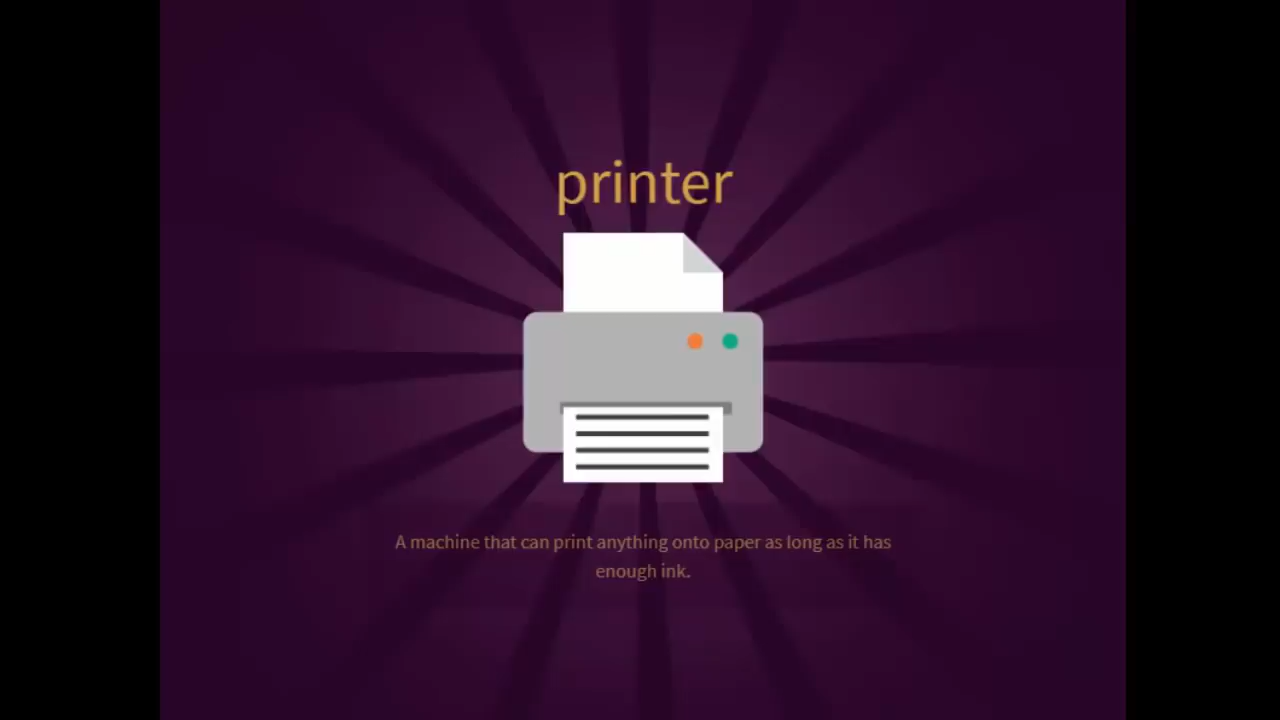 printer
A machine that can print anything onto paper as long as it has
enough ink.